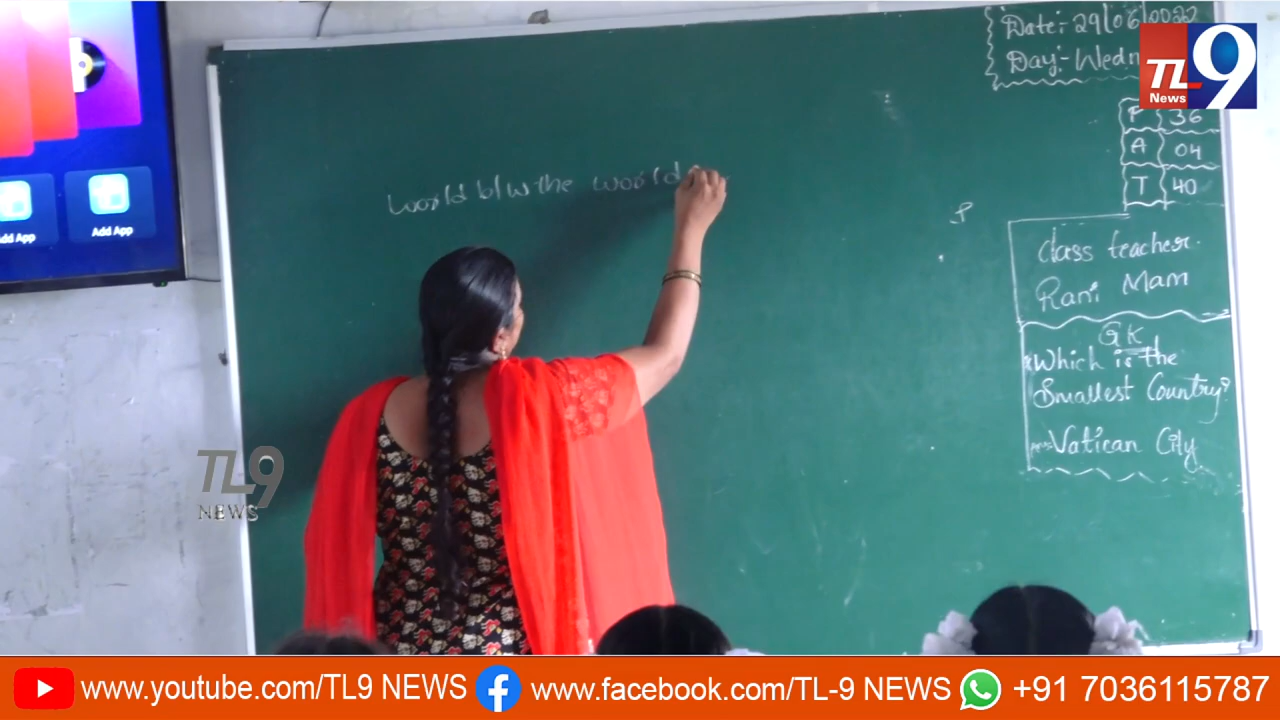 Date:- 29/06/0022
Day:- Wedn
TL9
News
P 36
A 04
T 40
world b/w the world
class teacher.
Rani Mam
GK
Which is the
Smallest Country?
Ans: Vatican City
Add App
Add App
TL9
NEWS
www.youtube.com/TL9 NEWS
www.facebook.com/TL-9 NEWS
+91 7036115787